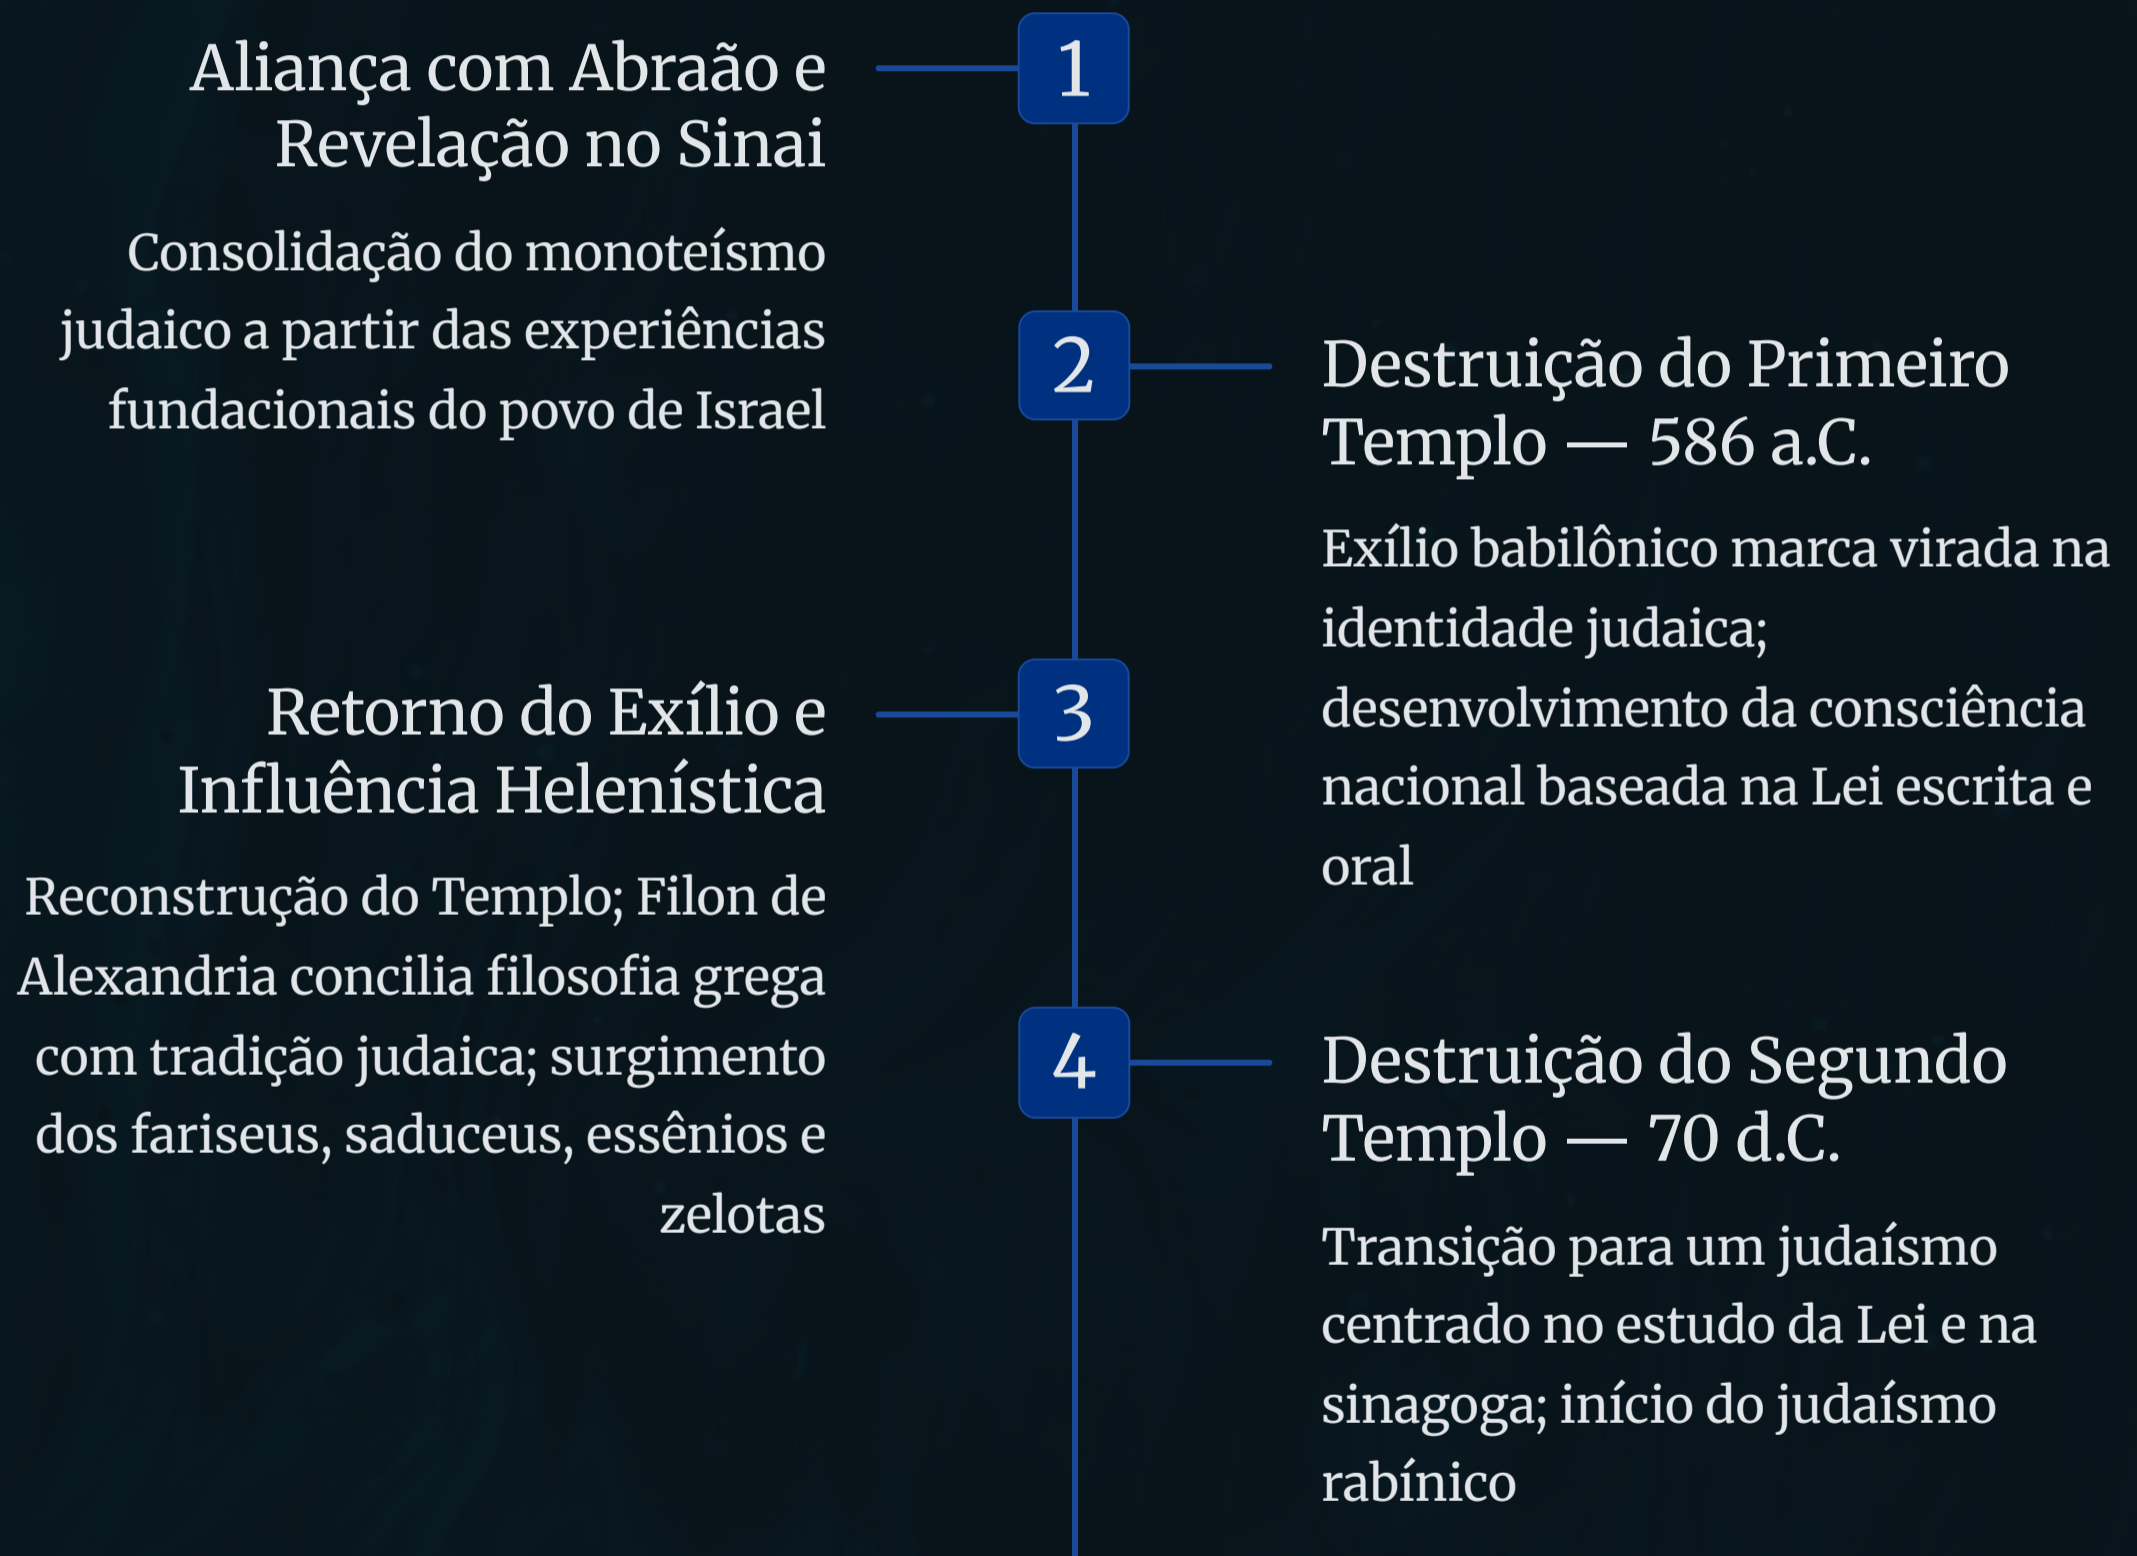 1
Aliança com Abraão e
Revelação no Sinai
Consolidação do monoteísmo
judaico a partir das experiências
fundacionais do povo de Israel
2
Destruição do Primeiro
Templo — 586 a.C.
Exílio babilônico marca virada na
identidade judaica;
desenvolvimento da consciência
nacional baseada na Lei escrita e
oral
3
Retorno do Exílio e
Influência Helenística
Reconstrução do Templo; Filon de
Alexandria concilia filosofia grega
com tradição judaica; surgimento
dos fariseus, saduceus, essênios e
zelotas
4
Destruição do Segundo
Templo — 70 d.C.
Transição para um judaísmo
centrado no estudo da Lei e na
sinagoga; início do judaísmo
rabínico